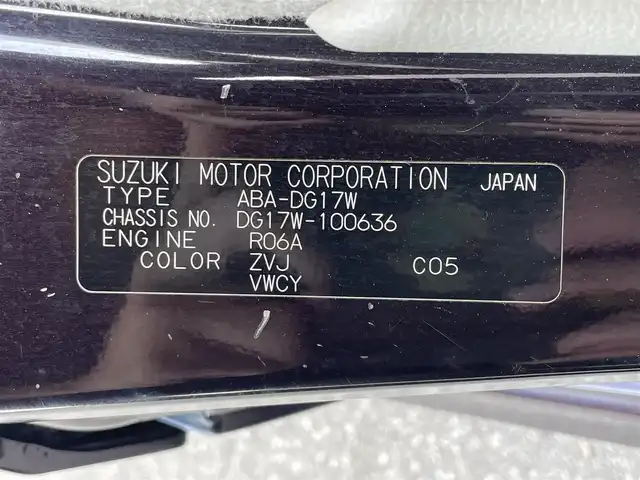 SUZUKI MOTOR CORPORATION JAPAN
TYPE ABA-DG17W
CHASSIS NO. DG17W-100636
ENGINE R06A
COLOR ZVJ C05
VWCY